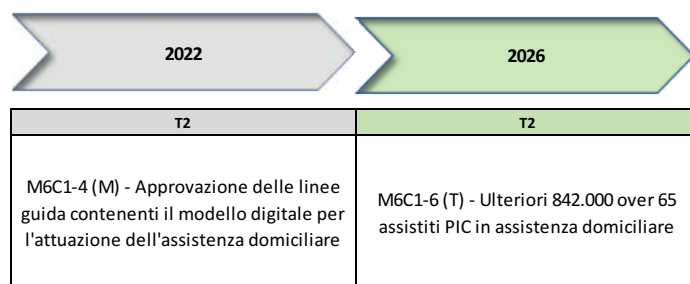 2022
2026
T2
T2
M6C1-4 (M) - Approvazione delle linee
guida contenenti il modello digitale per
l'attuazione dell'assistenza domiciliare
M6C1-6 (T) - Ulteriori 842.000 over 65
assistiti PIC in assistenza domiciliare